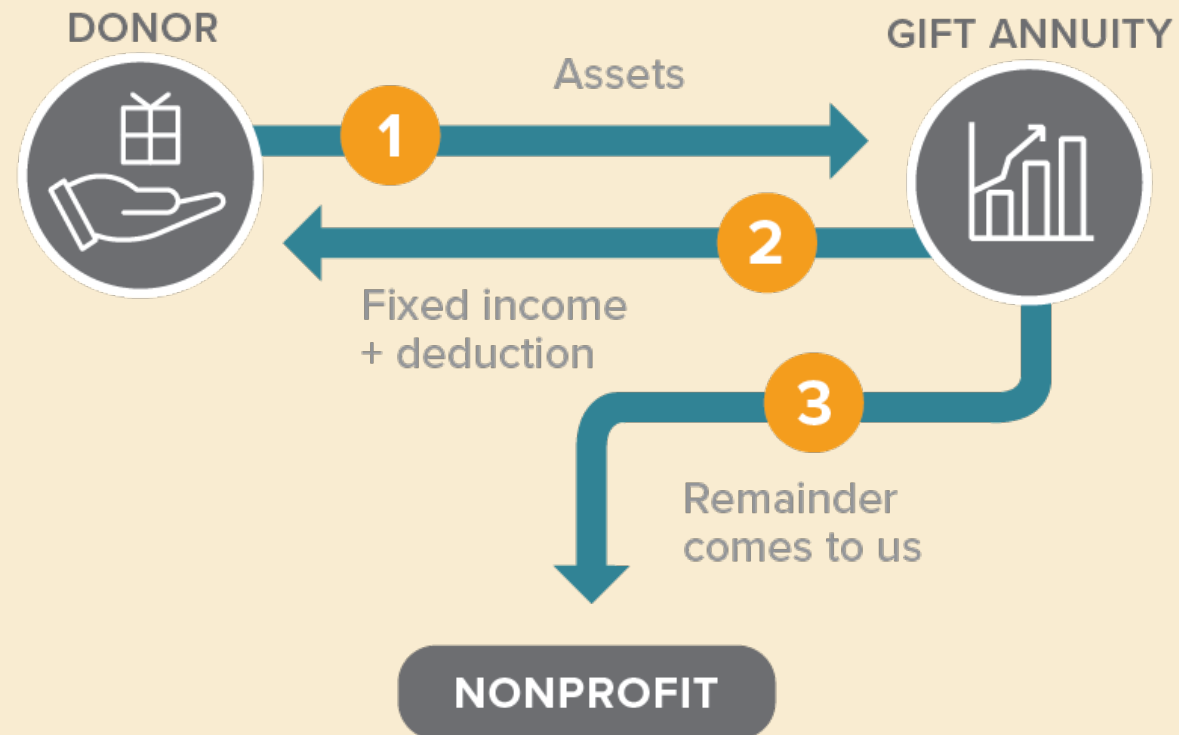 DONOR
GIFT ANNUITY
Assets
1
2
Fixed income
+ deduction
3
Remainder
comes to us
NONPROFIT